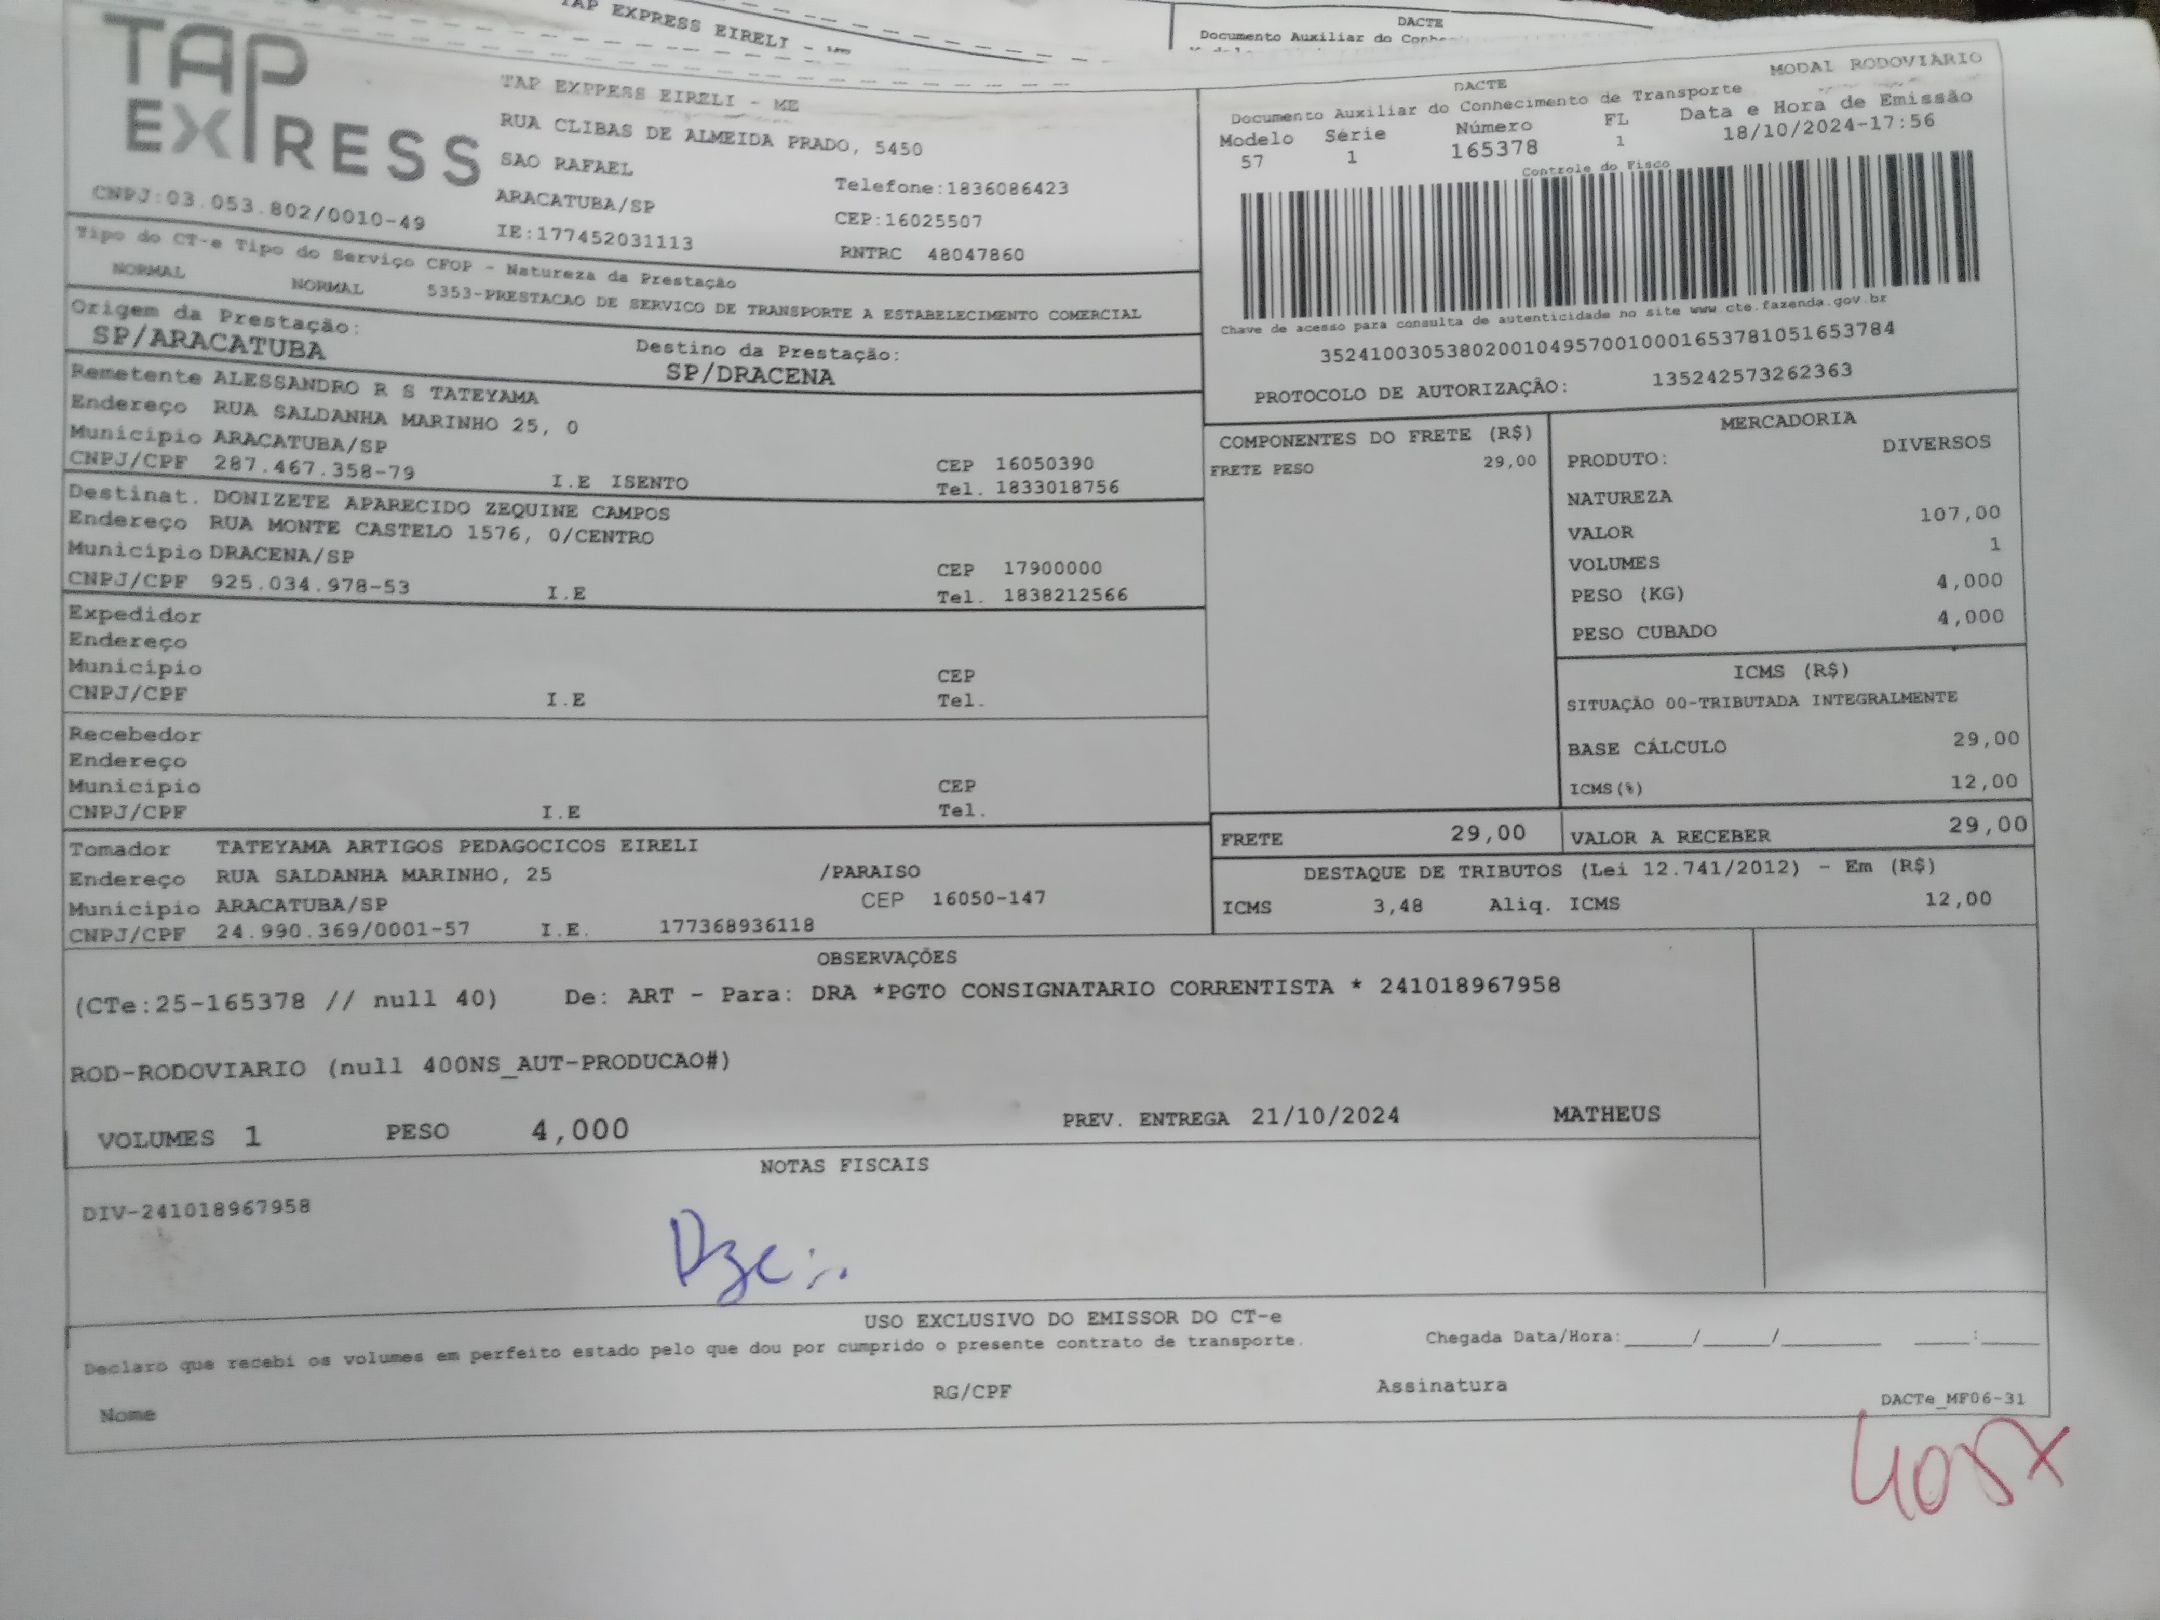 TAP EXPRESS EIRELI -
DACTE
Documento Auxiliar do
TAP EXPRESS
TAP EXPRESS EIRELI - ME
RUA CLIBAS DE ALMEIDA PRADO, 5450
SAO RAFAEL
Telefone:1836086423
ARACATUBA/SP
CEP:16025507
CNPJ:03.053.802/0010-49
IE:177452031113
RNTRC 48047860
MODAL RODOVIÁRIO
DACTE
Documento Auxiliar do Conhecimento de Transporte
Modelo Série Número FL Data e Hora de Emissão
57 1 165378 1 18/10/2024-17:56
Controle do Fisco
Chave de acesso para consulta de autenticidade no site www.cte.fazenda.gov.br
35241003053802001049570010001653781051653784
PROTOCOLO DE AUTORIZAÇÃO: 135242573262363
Tipo do CT-e Tipo do Serviço CFOP - Natureza da Prestação
NORMAL NORMAL 5353-PRESTACAO DE SERVICO DE TRANSPORTE A ESTABELECIMENTO COMERCIAL
Origem da Prestação: Destino da Prestação:
SP/ARACATUBA SP/DRACENA
Remetente ALESSANDRO R S TATEYAMA
Endereço RUA SALDANHA MARINHO 25, 0
Municipio ARACATUBA/SP CEP 16050390
CNPJ/CPF 287.467.358-79 I.E ISENTO Tel. 1833018756
Destinat. DONIZETE APARECIDO ZEQUINE CAMPOS
Endereço RUA MONTE CASTELO 1576, 0/CENTRO
Municipio DRACENA/SP CEP 17900000
CNPJ/CPF 925.034.978-53 I.E Tel. 1838212566
Expedidor
Endereço
Municipio CEP
CNPJ/CPF I.E Tel.
Recebedor
Endereço
Municipio CEP
CNPJ/CPF I.E Tel.
Tomador TATEYAMA ARTIGOS PEDAGOCICOS EIRELI
Endereço RUA SALDANHA MARINHO, 25 /PARAISO
Municipio ARACATUBA/SP CEP 16050-147
CNPJ/CPF 24.990.369/0001-57 I.E. 177368936118
COMPONENTES DO FRETE (R$)
FRETE PESO 29,00
MERCADORIA
PRODUTO: DIVERSOS
NATUREZA
VALOR 107,00
VOLUMES 1
PESO (KG) 4,000
PESO CUBADO 4,000
ICMS (R$)
SITUAÇÃO 00-TRIBUTADA INTEGRALMENTE
BASE CÁLCULO 29,00
ICMS(%) 12,00
FRETE 29,00 VALOR A RECEBER 29,00
DESTAQUE DE TRIBUTOS (Lei 12.741/2012) - Em (R$)
ICMS 3,48 Aliq. ICMS 12,00
OBSERVAÇÕES
(CTe:25-165378 // null 40) De: ART - Para: DRA *PGTO CONSIGNATARIO CORRENTISTA * 241018967958
ROD-RODOVIARIO (null 400NS_AUT-PRODUCAO#)
VOLUMES 1 PESO 4,000 PREV. ENTREGA 21/10/2024 MATHEUS
NOTAS FISCAIS
DIV-241018967958
USO EXCLUSIVO DO EMISSOR DO CT-e
Declaro que recebi os volumes em perfeito estado pelo que dou por cumprido o presente contrato de transporte.
Chegada Data/Hora:_____/_____/________ ____:____
Nome RG/CPF Assinatura
DACTe_MF06-31